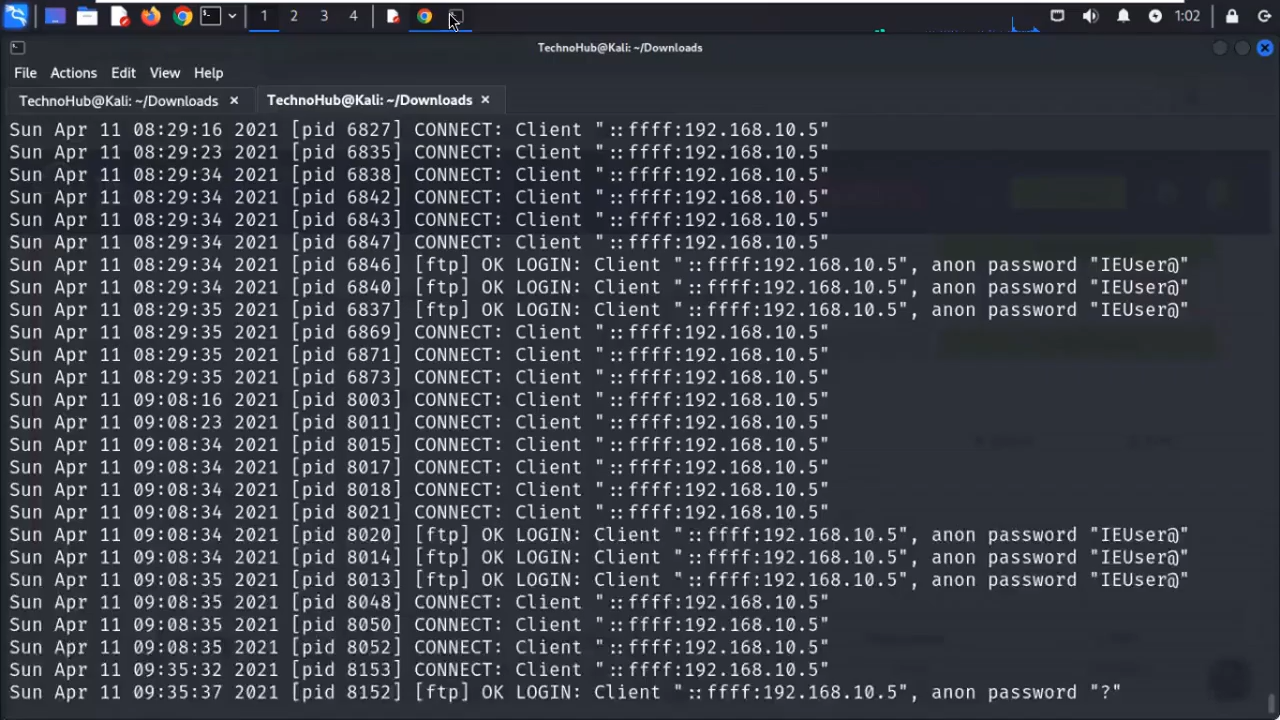 1 2 3 4 1:02
TechnoHub@Kali: ~/Downloads
File Actions Edit View Help
TechnoHub@Kali: ~/Downloads × TechnoHub@Kali: ~/Downloads ×
Sun Apr 11 08:29:16 2021 [pid 6827] CONNECT: Client "::ffff:192.168.10.5"
Sun Apr 11 08:29:23 2021 [pid 6835] CONNECT: Client "::ffff:192.168.10.5"
Sun Apr 11 08:29:34 2021 [pid 6838] CONNECT: Client "::ffff:192.168.10.5"
Sun Apr 11 08:29:34 2021 [pid 6842] CONNECT: Client "::ffff:192.168.10.5"
Sun Apr 11 08:29:34 2021 [pid 6843] CONNECT: Client "::ffff:192.168.10.5"
Sun Apr 11 08:29:34 2021 [pid 6847] CONNECT: Client "::ffff:192.168.10.5"
Sun Apr 11 08:29:34 2021 [pid 6846] [ftp] OK LOGIN: Client "::ffff:192.168.10.5", anon password "IEUser@"
Sun Apr 11 08:29:34 2021 [pid 6840] [ftp] OK LOGIN: Client "::ffff:192.168.10.5", anon password "IEUser@"
Sun Apr 11 08:29:35 2021 [pid 6837] [ftp] OK LOGIN: Client "::ffff:192.168.10.5", anon password "IEUser@"
Sun Apr 11 08:29:35 2021 [pid 6869] CONNECT: Client "::ffff:192.168.10.5"
Sun Apr 11 08:29:35 2021 [pid 6871] CONNECT: Client "::ffff:192.168.10.5"
Sun Apr 11 08:29:35 2021 [pid 6873] CONNECT: Client "::ffff:192.168.10.5"
Sun Apr 11 09:08:16 2021 [pid 8003] CONNECT: Client "::ffff:192.168.10.5"
Sun Apr 11 09:08:23 2021 [pid 8011] CONNECT: Client "::ffff:192.168.10.5"
Sun Apr 11 09:08:34 2021 [pid 8015] CONNECT: Client "::ffff:192.168.10.5"
Sun Apr 11 09:08:34 2021 [pid 8017] CONNECT: Client "::ffff:192.168.10.5"
Sun Apr 11 09:08:34 2021 [pid 8018] CONNECT: Client "::ffff:192.168.10.5"
Sun Apr 11 09:08:34 2021 [pid 8021] CONNECT: Client "::ffff:192.168.10.5"
Sun Apr 11 09:08:34 2021 [pid 8020] [ftp] OK LOGIN: Client "::ffff:192.168.10.5", anon password "IEUser@"
Sun Apr 11 09:08:34 2021 [pid 8014] [ftp] OK LOGIN: Client "::ffff:192.168.10.5", anon password "IEUser@"
Sun Apr 11 09:08:35 2021 [pid 8013] [ftp] OK LOGIN: Client "::ffff:192.168.10.5", anon password "IEUser@"
Sun Apr 11 09:08:35 2021 [pid 8048] CONNECT: Client "::ffff:192.168.10.5"
Sun Apr 11 09:08:35 2021 [pid 8050] CONNECT: Client "::ffff:192.168.10.5"
Sun Apr 11 09:08:35 2021 [pid 8052] CONNECT: Client "::ffff:192.168.10.5"
Sun Apr 11 09:35:32 2021 [pid 8153] CONNECT: Client "::ffff:192.168.10.5"
Sun Apr 11 09:35:37 2021 [pid 8152] [ftp] OK LOGIN: Client "::ffff:192.168.10.5", anon password "?"